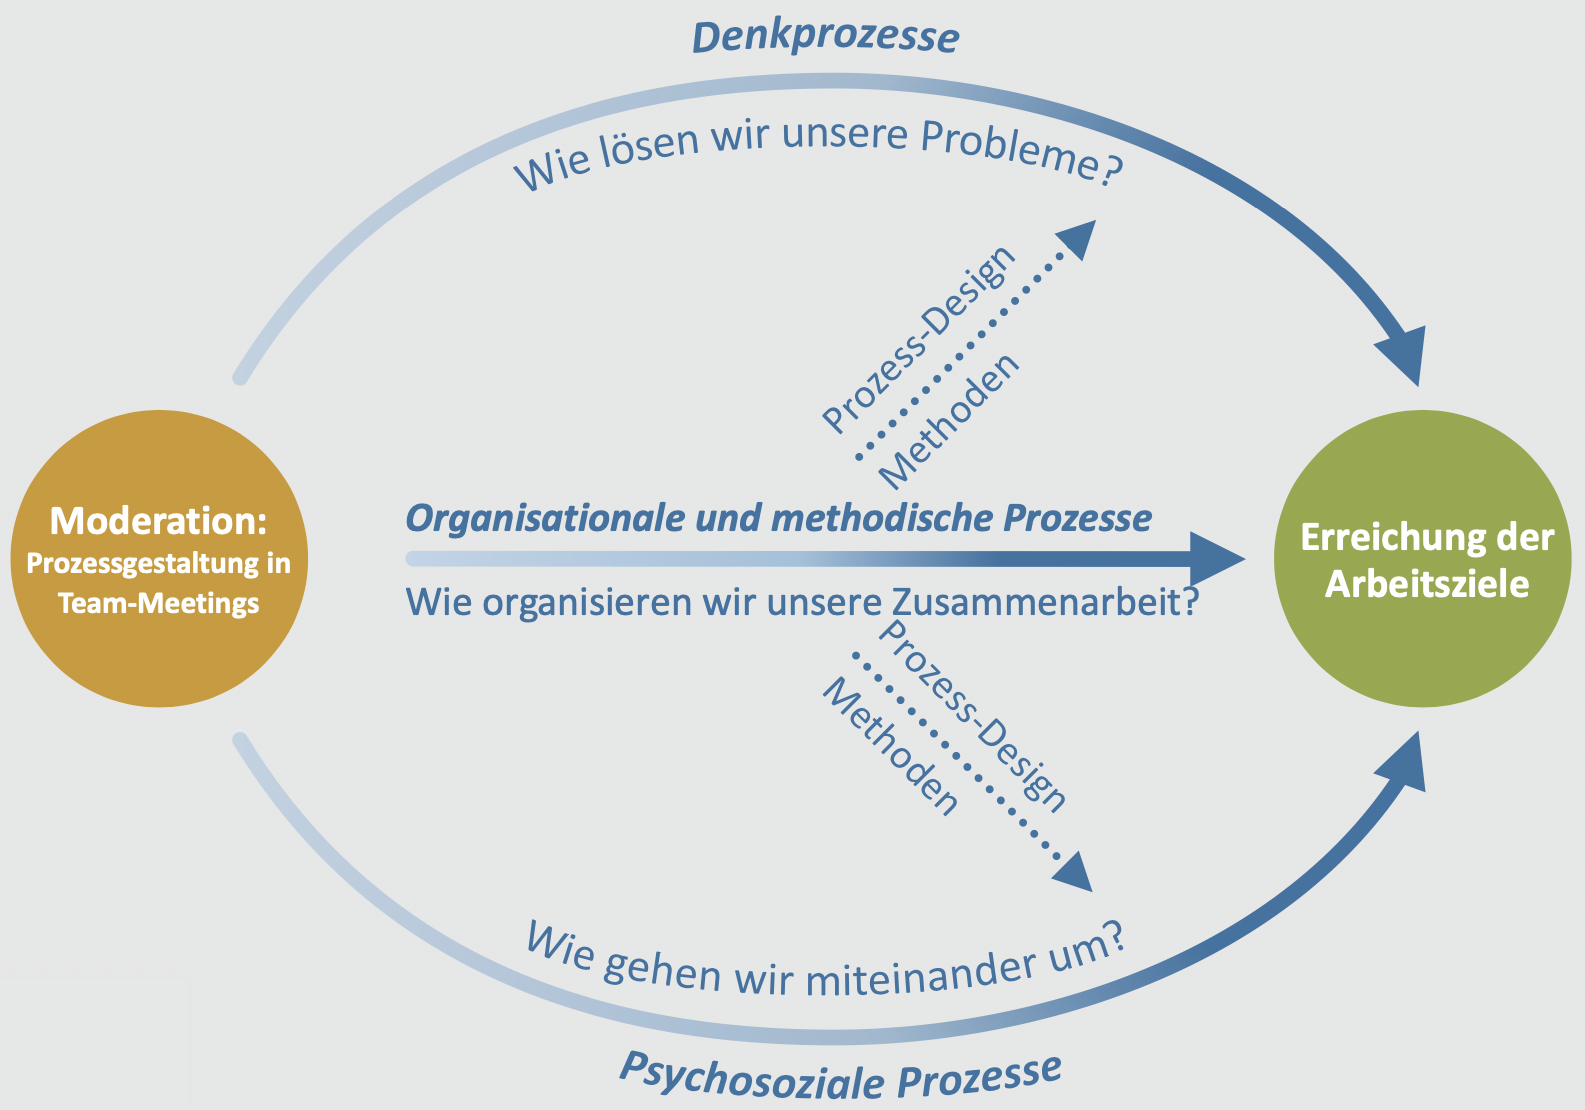 Denkprozesse
Wie lösen wir unsere Probleme?
Prozess-Design
Methoden
Moderation:
Prozessgestaltung in
Team-Meetings
Organisationale und methodische Prozesse
Wie organisieren wir unsere Zusammenarbeit?
Erreichung der
Arbeitsziele
Prozess-Design
Methoden
Wie gehen wir miteinander um?
Psychosoziale Prozesse